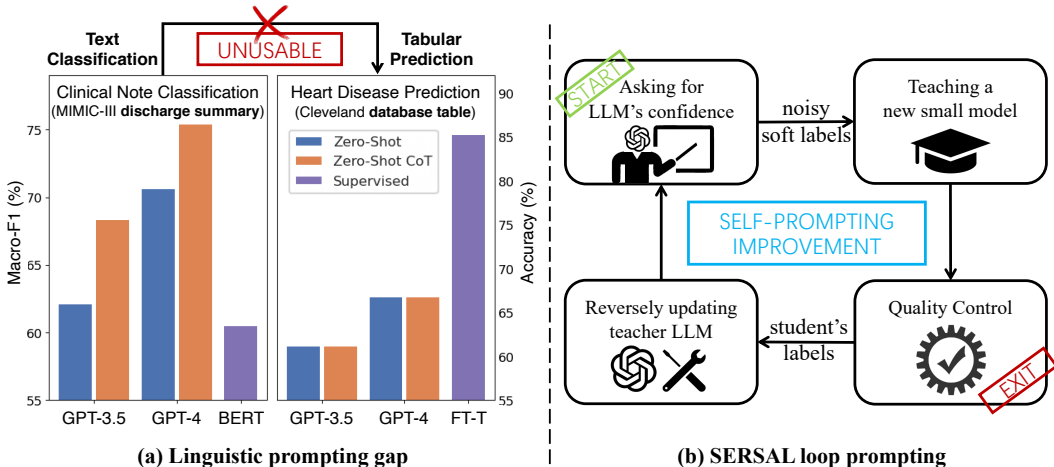 Text
Classification
UNUSABLE
Tabular
Prediction
Clinical Note Classification
(MIMIC-III discharge summary)
Macro-F1 (%)
75
70
65
60
55
GPT-3.5
GPT-4
BERT
Heart Disease Prediction
(Cleveland database table)
Zero-Shot
Zero-Shot CoT
Supervised
Accuracy (%)
90
85
80
75
70
65
60
55
GPT-3.5
GPT-4
FT-T
(a) Linguistic prompting gap
START
Asking for
LLM's confidence
noisy
soft labels
Teaching a
new small model
SELF-PROMPTING
IMPROVEMENT
Reversely updating
teacher LLM
student's
labels
Quality Control
EXIT
(b) SERSAL loop prompting